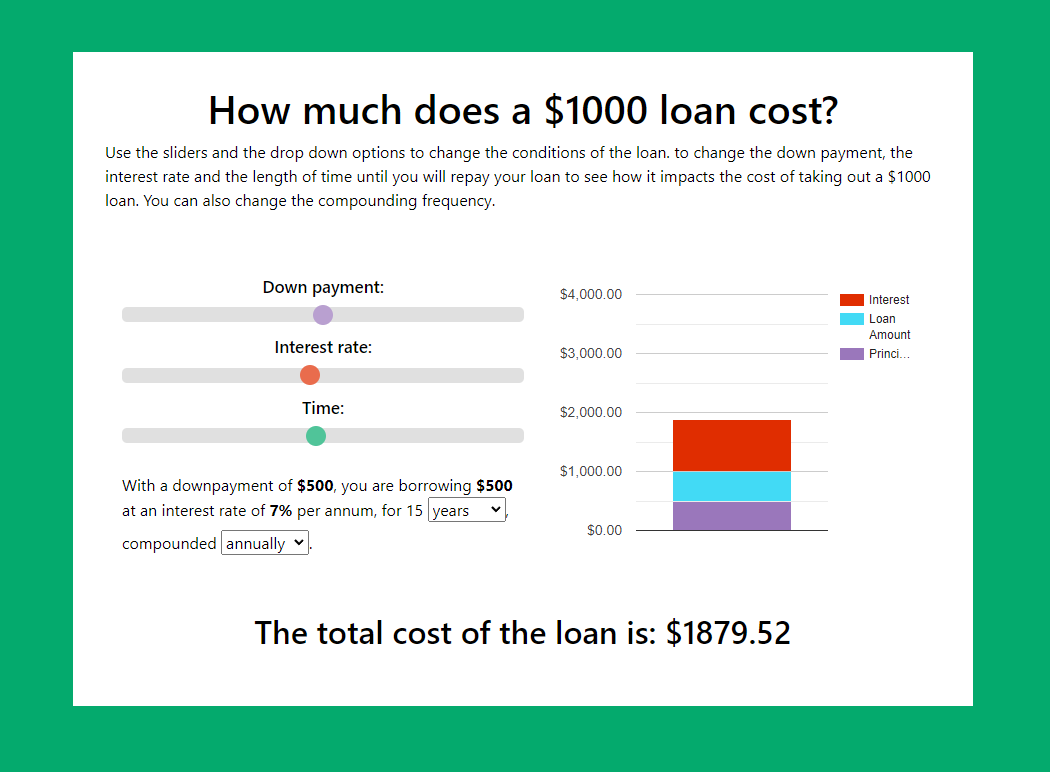 How much does a $1000 loan cost?
Use the sliders and the drop down options to change the conditions of the loan. to change the down payment, the
interest rate and the length of time until you will repay your loan to see how it impacts the cost of taking out a $1000
loan. You can also change the compounding frequency.
Down payment:
Interest rate:
Time:
With a downpayment of $500, you are borrowing $500
at an interest rate of 7% per annum, for 15 years,
compounded annually.
$4,000.00
$3,000.00
$2,000.00
$1,000.00
$0.00
Interest
Loan
Amount
Princi...
The total cost of the loan is: $1879.52